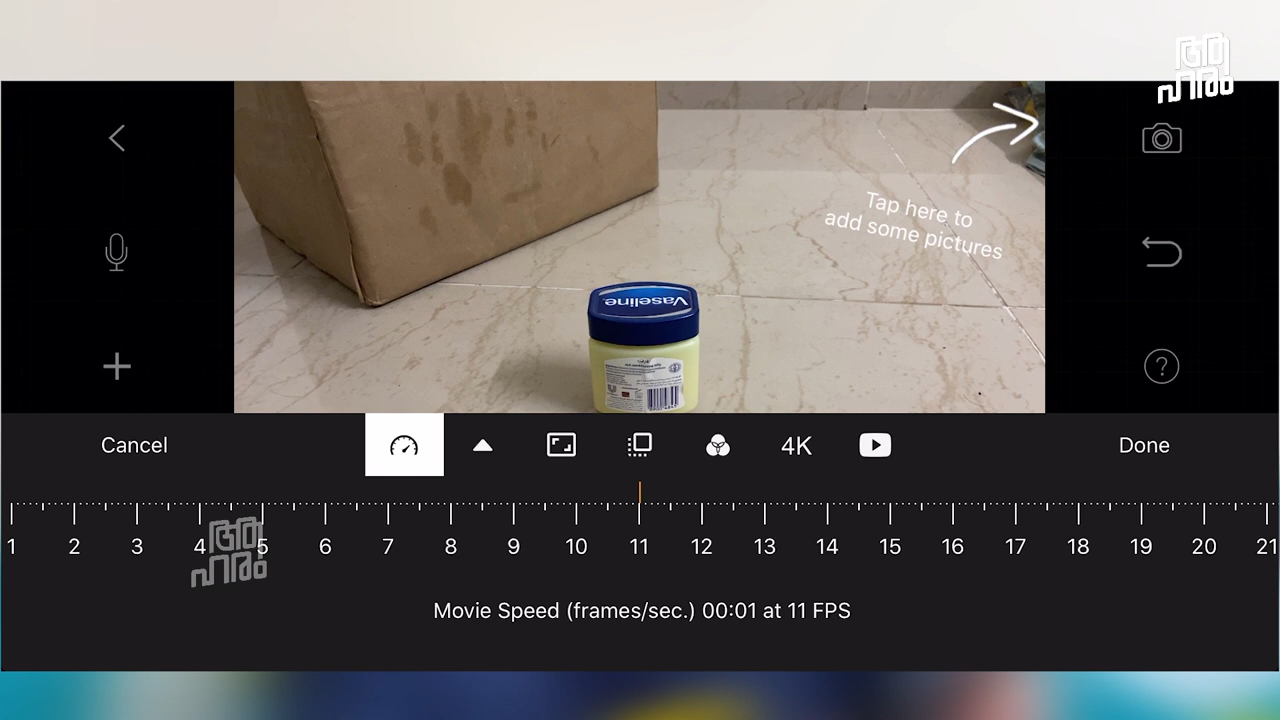 ആ
ഹാരം
Tap here to
add some pictures
Vaseline
Cancel
4K
Done
1 2 3 4 5 6 7 8 9 10 11 12 13 14 15 16 17 18 19 20 21
Movie Speed (frames/sec.) 00:01 at 11 FPS